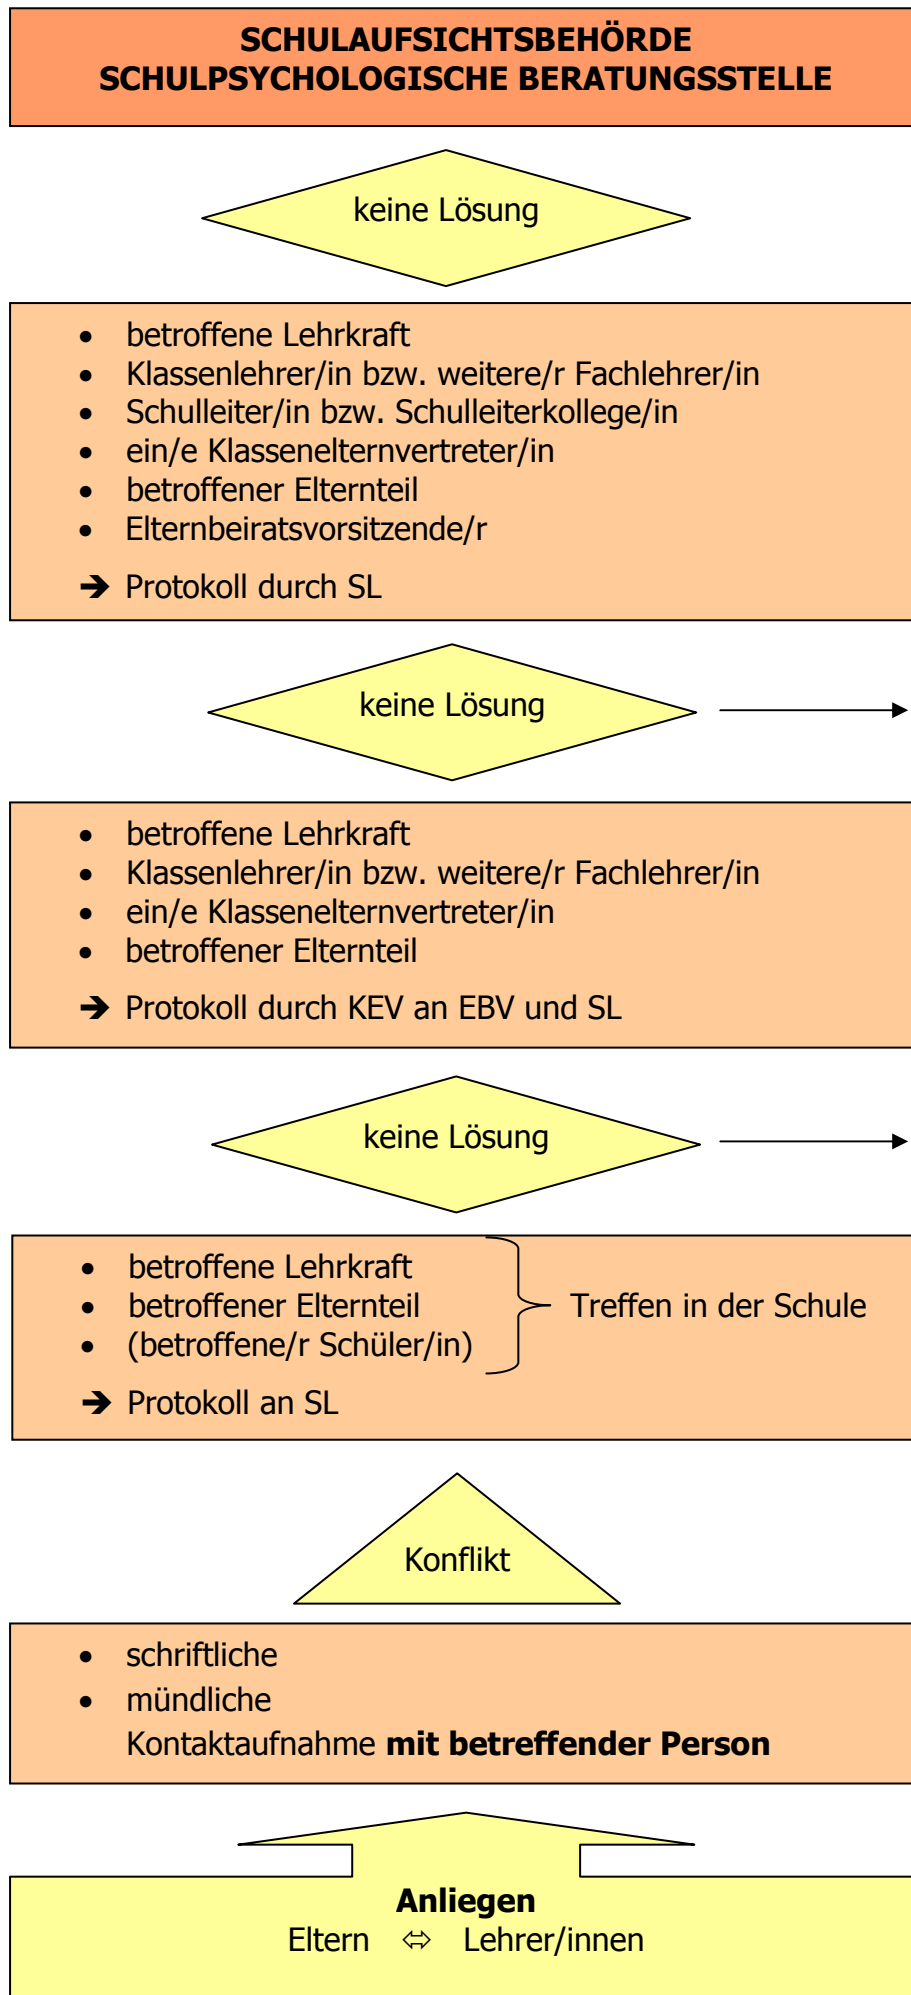 SCHULAUFSICHTSBEHÖRDE
SCHULPSYCHOLOGISCHE BERATUNGSSTELLE
keine Lösung
• betroffene Lehrkraft
• Klassenlehrer/in bzw. weitere/r Fachlehrer/in
• Schulleiter/in bzw. Schulleiterkollege/in
• ein/e Klassenelternvertreter/in
• betroffener Elternteil
• Elternbeiratsvorsitzende/r
➔ Protokoll durch SL
keine Lösung
• betroffene Lehrkraft
• Klassenlehrer/in bzw. weitere/r Fachlehrer/in
• ein/e Klassenelternvertreter/in
• betroffener Elternteil
➔ Protokoll durch KEV an EBV und SL
keine Lösung
• betroffene Lehrkraft
• betroffener Elternteil
• (betroffene/r Schüler/in)
Treffen in der Schule
➔ Protokoll an SL
Konflikt
• schriftliche
• mündliche
Kontaktaufnahme mit betreffender Person
Anliegen
Eltern ⇔ Lehrer/innen